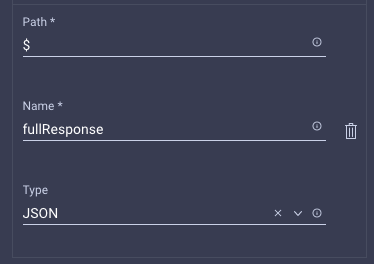 Path *
$
Name *
fullResponse
Type
JSON